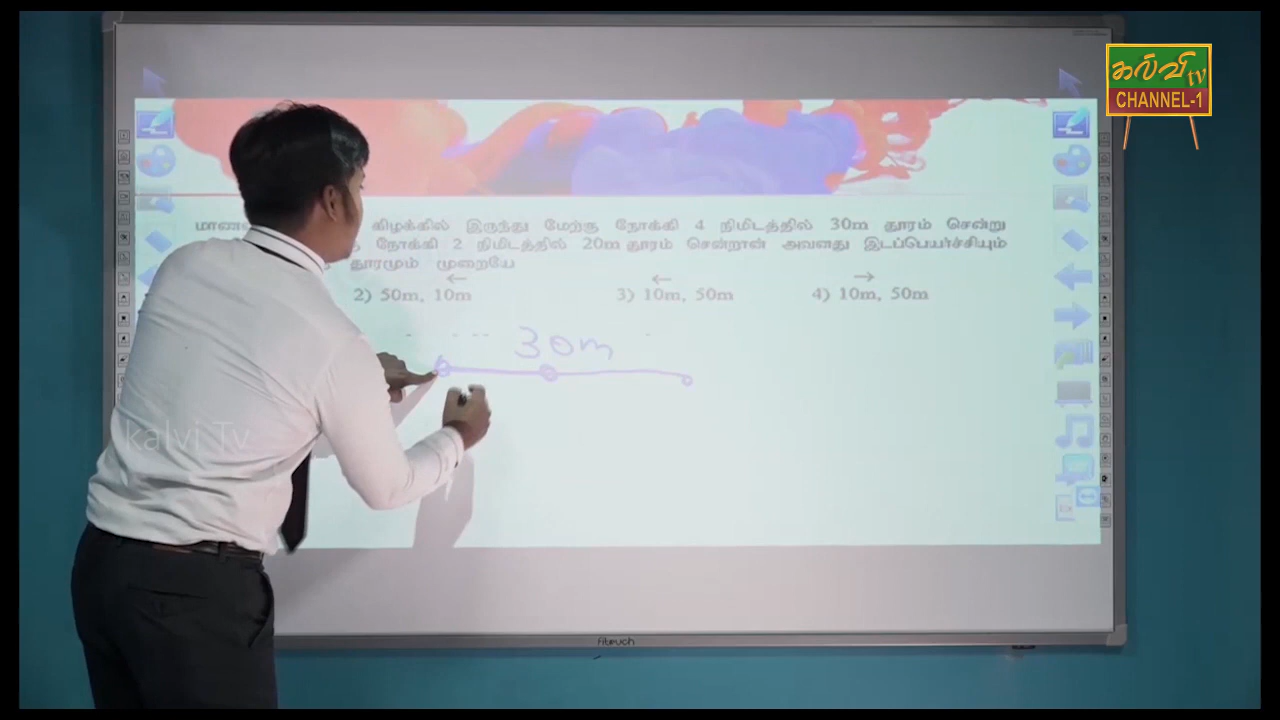 கல்வி tv
CHANNEL-1
கிழக்கில் இருந்து மேற்கு நோக்கி 4 நிமிடத்தில் 30m தூரம் சென்று
நோக்கி 2 நிமிடத்தில் 20m தூரம் சென்றான் அவனது இடப்பெயர்ச்சியும்
தூரமும் முறையே
2) 50m, 10m 3) 10m, 50m 4) 10m, 50m
30m
kalvi Tv